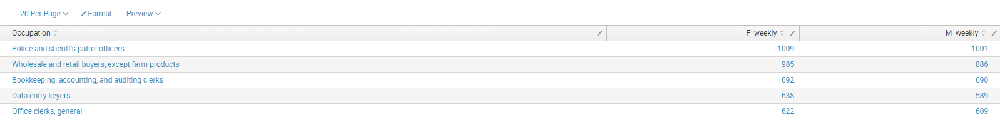 20 Per Page Format Preview
Occupation F_weekly M_weekly
Police and sheriff's patrol officers 1009 1001
Wholesale and retail buyers, except farm products 985 886
Bookkeeping, accounting, and auditing clerks 692 690
Data entry keyers 638 589
Office clerks, general 622 609